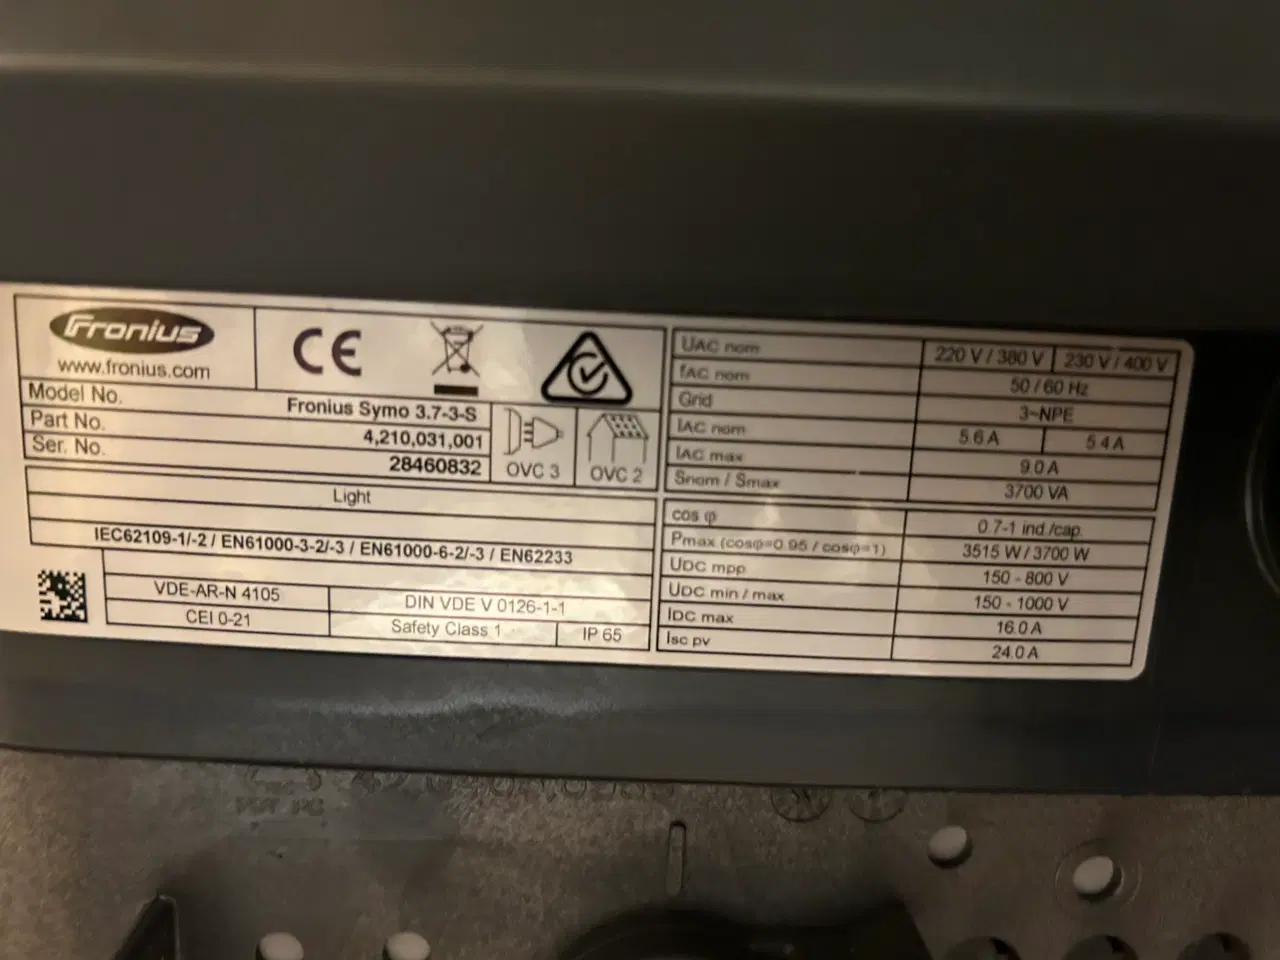 Fronius
www.fronius.com
CE
Model No. Fronius Symo 3.7-3-S
Part No. 4,210,031,001
Ser. No. 28460832
OVC 3 OVC 2
Light
IEC62109-1/-2 / EN61000-3-2/-3 / EN61000-6-2/-3 / EN62233
VDE-AR-N 4105 DIN VDE V 0126-1-1
CEI 0-21 Safety Class 1 IP 65
UAC nom 220 V / 380 V 230 V / 400 V
fAC nom 50 / 60 Hz
Grid 3~NPE
IAC nom 5.6 A 5.4 A
IAC max 9.0 A
Snom / Smax 3700 VA
cos φ 0.7-1 ind./cap.
Pmax (cosφ=0.95 / cosφ=1) 3515 W / 3700 W
UDC mpp 150 - 800 V
UDC min / max 150 - 1000 V
IDC max 16.0 A
Isc pv 24.0 A